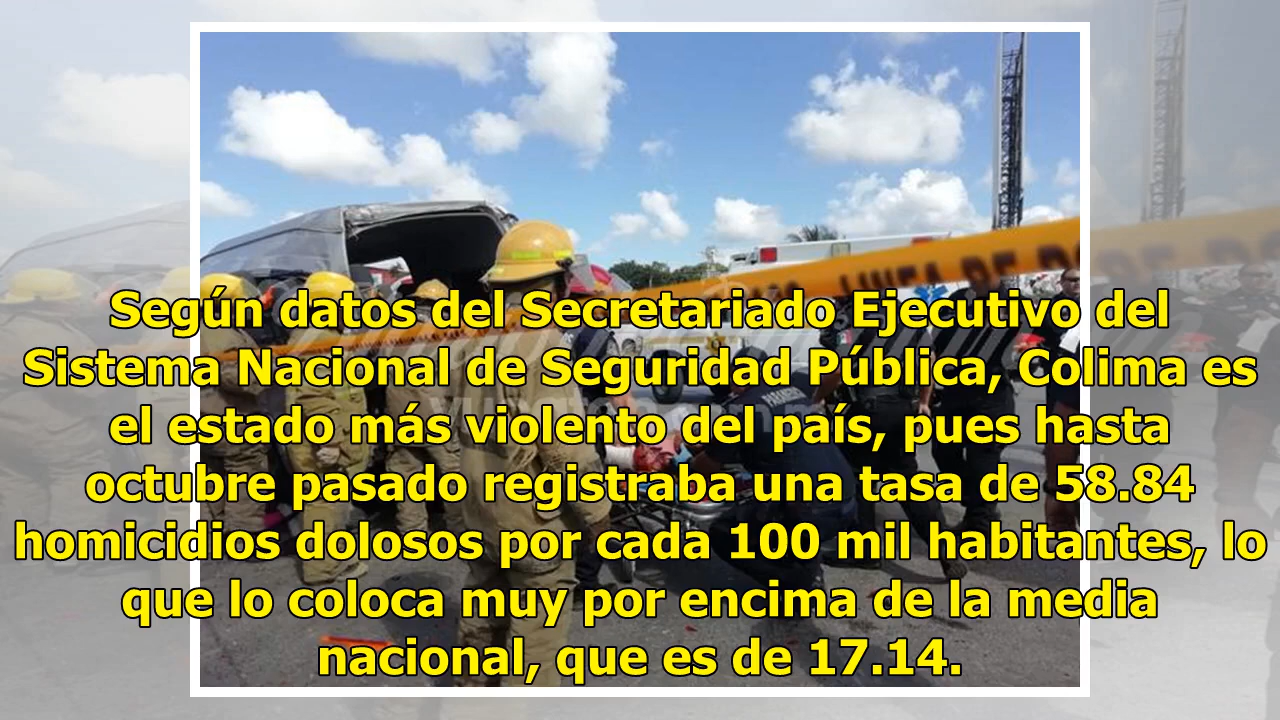 LINEA DE
Según datos del Secretariado Ejecutivo del
Sistema Nacional de Seguridad Pública, Colima es
el estado más violento del país, pues hasta
octubre pasado registraba una tasa de 58.84
homicidios dolosos por cada 100 mil habitantes, lo
que lo coloca muy por encima de la media
nacional, que es de 17.14.